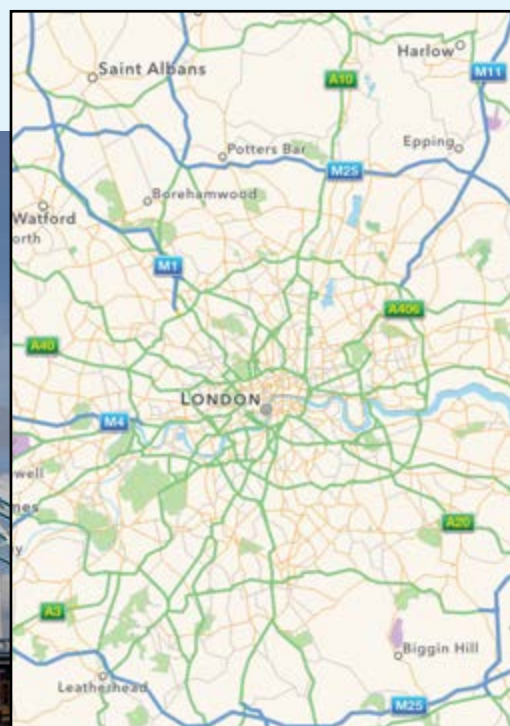 Harlow
Saint Albans
M11
A10
Potters Bar
Epping
M25
Borehamwood
Watford
orth
M1
A406
A40
LONDON
M4
well
nes
A20
y
A3
Biggin Hill
Leatherhead
M25